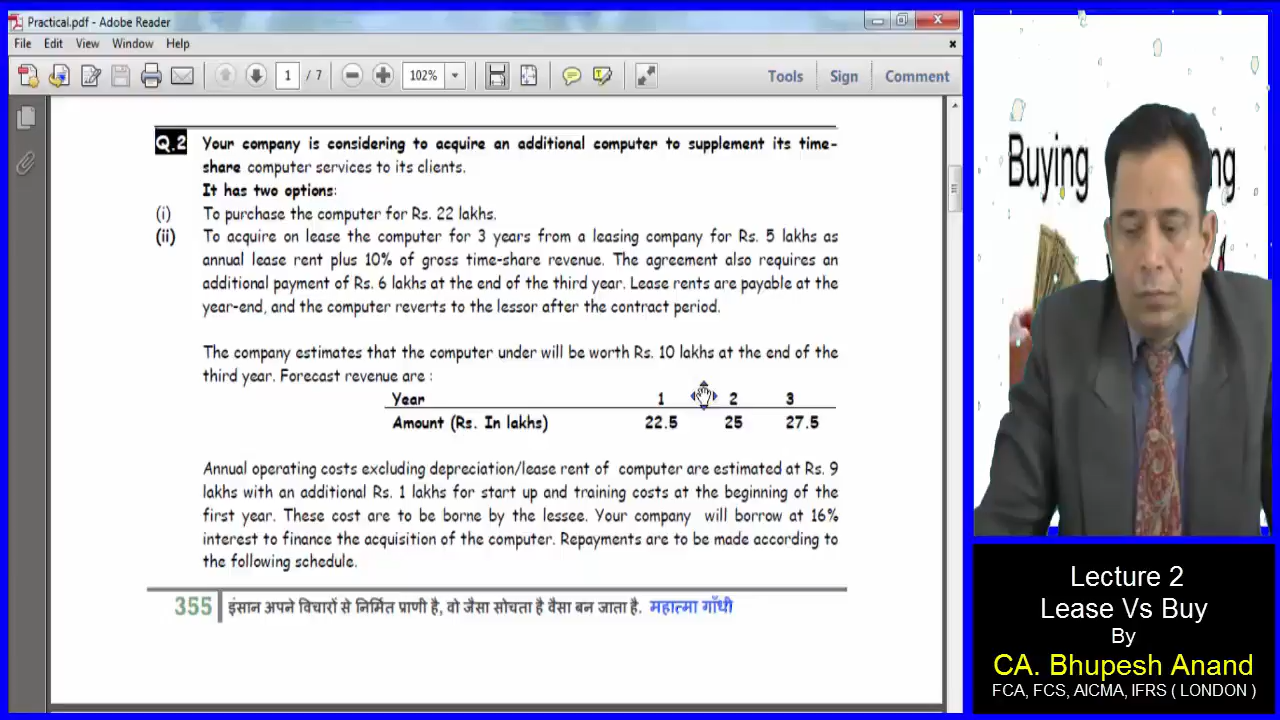 Practical.pdf - Adobe Reader
File Edit View Window Help
1 / 7 102% Tools Sign Comment
Q.2 Your company is considering to acquire an additional computer to supplement its time-
share computer services to its clients.
It has two options:
(i) To purchase the computer for Rs. 22 lakhs.
(ii) To acquire on lease the computer for 3 years from a leasing company for Rs. 5 lakhs as
annual lease rent plus 10% of gross time-share revenue. The agreement also requires an
additional payment of Rs. 6 lakhs at the end of the third year. Lease rents are payable at the
year-end, and the computer reverts to the lessor after the contract period.
The company estimates that the computer under will be worth Rs. 10 lakhs at the end of the
third year. Forecast revenue are :
Year 1 2 3
Amount (Rs. In lakhs) 22.5 25 27.5
Annual operating costs excluding depreciation/lease rent of computer are estimated at Rs. 9
lakhs with an additional Rs. 1 lakhs for start up and training costs at the beginning of the
first year. These cost are to be borne by the lessee. Your company will borrow at 16%
interest to finance the acquisition of the computer. Repayments are to be made according to
the following schedule.
355 इंसान अपने विचारों से निर्मित प्राणी है, वो जैसा सोचता है वैसा बन जाता है. महात्मा गाँधी
Buying
Lecture 2
Lease Vs Buy
By
CA. Bhupesh Anand
FCA, FCS, AICMA, IFRS ( LONDON )